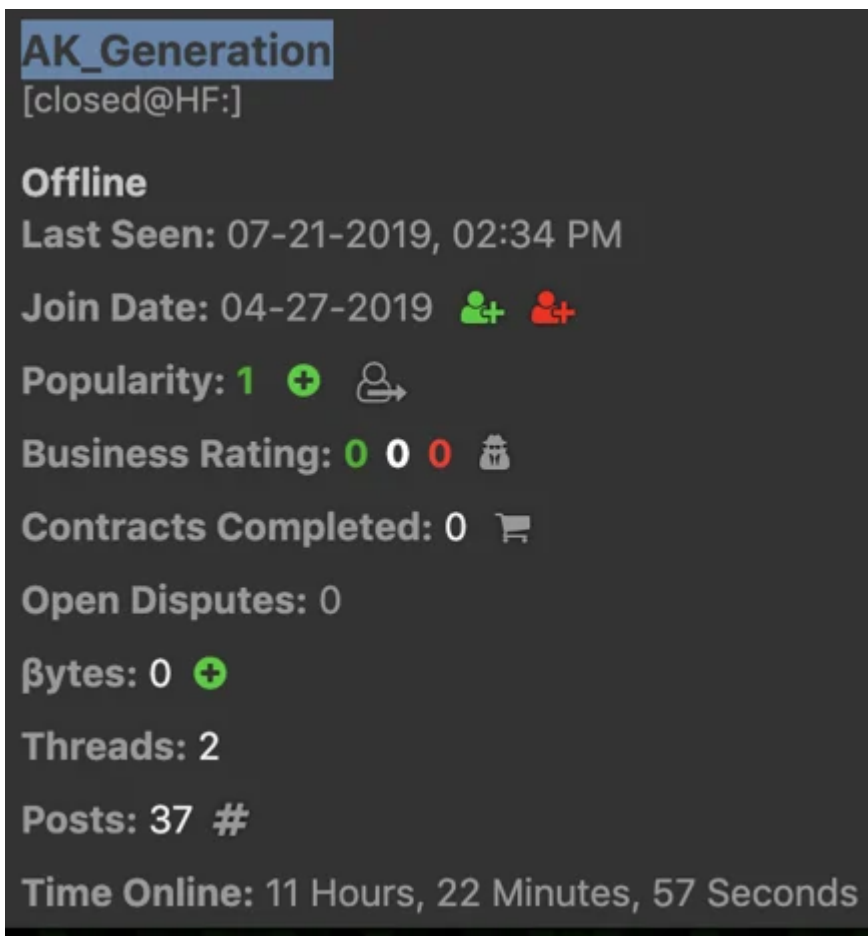 AK_Generation
[closed@HF:]
Offline
Last Seen: 07-21-2019, 02:34 PM
Join Date: 04-27-2019
Popularity: 1
Business Rating: 0 0 0
Contracts Completed: 0
Open Disputes: 0
βytes: 0
Threads: 2
Posts: 37 #
Time Online: 11 Hours, 22 Minutes, 57 Seconds